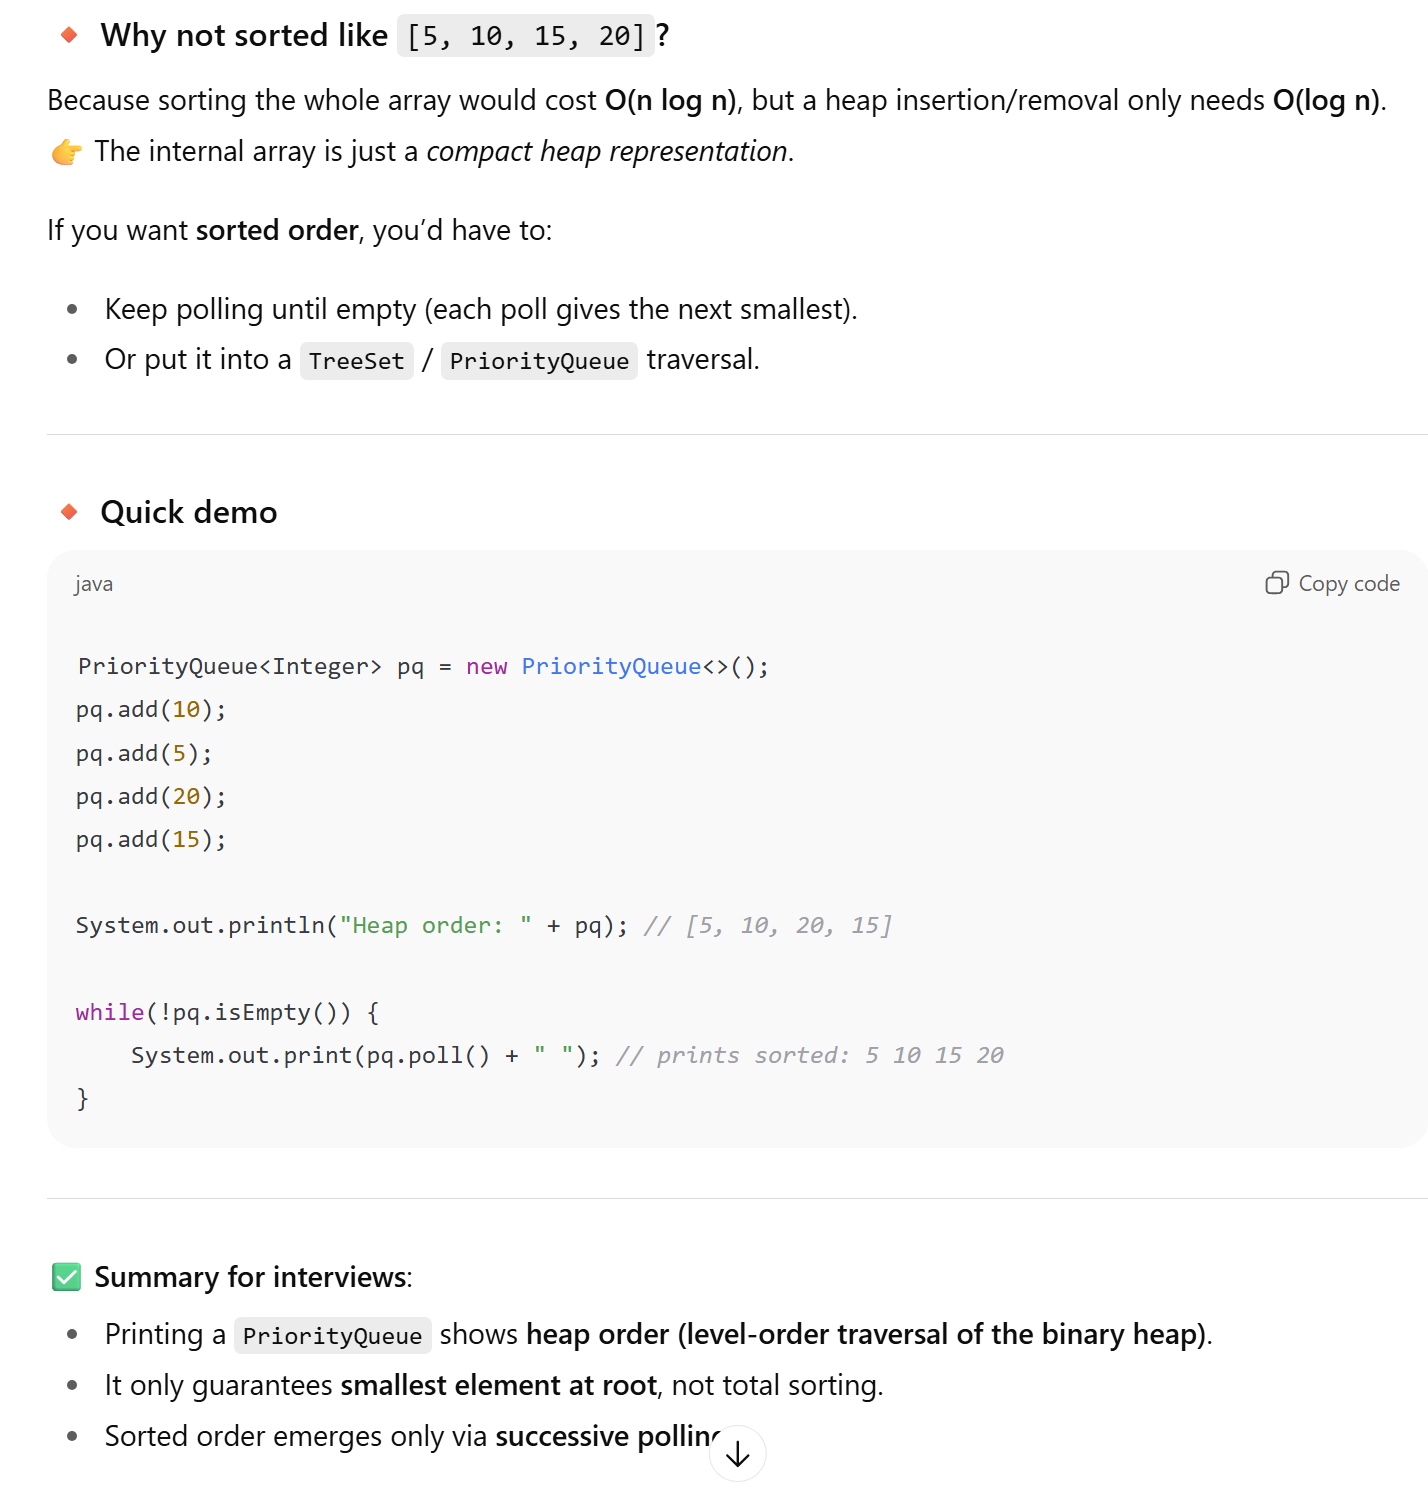 🔸 Why not sorted like [5, 10, 15, 20]?
Because sorting the whole array would cost O(n log n), but a heap insertion/removal only needs O(log n).
👉 The internal array is just a compact heap representation.
If you want sorted order, you’d have to:
• Keep polling until empty (each poll gives the next smallest).
• Or put it into a TreeSet / PriorityQueue traversal.
🔸 Quick demo
java Copy code
PriorityQueue<Integer> pq = new PriorityQueue<>();
pq.add(10);
pq.add(5);
pq.add(20);
pq.add(15);
System.out.println("Heap order: " + pq); // [5, 10, 20, 15]
while(!pq.isEmpty()) {
    System.out.print(pq.poll() + " "); // prints sorted: 5 10 15 20
}
✅ Summary for interviews:
• Printing a PriorityQueue shows heap order (level-order traversal of the binary heap).
• It only guarantees smallest element at root, not total sorting.
• Sorted order emerges only via successive polling